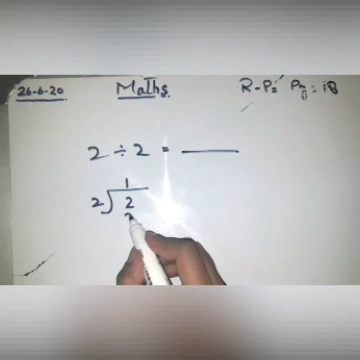 26-6-20 Maths R-P= Pg = 18
2 ÷ 2 = ____
1
2 2
2